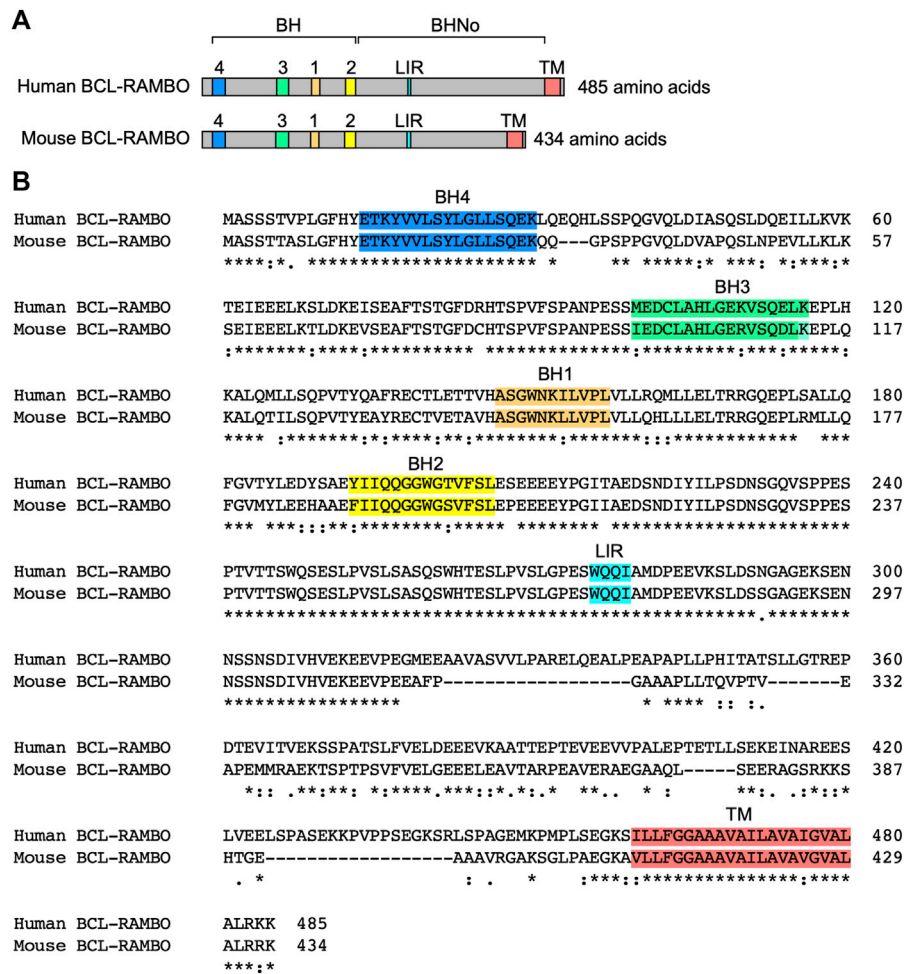 A
BH BHNo
4 3 1 2 LIR TM
Human BCL-RAMBO 485 amino acids
4 3 1 2 LIR TM
Mouse BCL-RAMBO 434 amino acids
B
BH4
Human BCL-RAMBO MASSSTVPLGFHYETKYVVLSYLGLLSQEKLQEQHLSSPQGVQLDIASQSLDQEILLKVK 60
Mouse BCL-RAMBO MASSTTASLGFHYETKYVVLSYLGLLSQEKQQ---GPSPPGVQLDVAPQSLNPEVLLKLK 57
****:*. ********************* * ** ****:* ***: *:***:*
BH3
Human BCL-RAMBO TEIEEELKSLDKEISEAFTSTGFDRHTSPVFSPANPESSMEDCLAHLGEKVSQELKEPLH 120
Mouse BCL-RAMBO SEIEEELKTLDKEVSEAFTSTGFDCHTSPVFSPANPESSIEDCLAHLGERVSQDLKEPLQ 117
:*******:****:********** **************:*********:***:*****:
BH1
Human BCL-RAMBO KALQMLLSQPVTYQAFRECTLETTVHASGWNKILVPLVLLRQMLLELTRRGQEPLSALLQ 180
Mouse BCL-RAMBO KALQTILSQPVTYEAYRECTVETAVHASGWNKLLVPLVLLQHLLLELTRRGQEPLRMLLQ 177
**** :*******:*:****:**:********:*******:::************ ***
BH2
Human BCL-RAMBO FGVTYLEDYSAEYIIQQGGWGTVFSLESEEEEYPGITAEDSNDIYILPSDNSGQVSPPES 240
Mouse BCL-RAMBO FGVMYLEEHAAEFIIQQGGWGSVFSLEPEEEEYPGIIAEDSNDIYILPSDNSGQVSPPES 237
*** ***:::**:********:***** ******** ***********************
LIR
Human BCL-RAMBO PTVTTSWQSESLPVSLSASQSWHTESLPVSLGPESWQQIAMDPEEVKSLDSNGAGEKSEN 300
Mouse BCL-RAMBO PTVTTSWQSESLPVSLSASQSWHTESLPVSLGPESWQQIAMDPEEVKSLDSSGAGEKSEN 297
***************************************************.********
Human BCL-RAMBO NSSNSDIVHVEKEEVPEGMEEAAVASVVLPARELQEALPEAPAPLLPHITATSLLGTREP 360
Mouse BCL-RAMBO NSSNSDIVHVEKEEVPEEAFP------------------GAAAPLLTQVPTV-------E 332
***************** * **** :: :.
Human BCL-RAMBO DTEVITVEKSSPATSLFVELDEEEVKAATTEPTEVEEVVPALEPTETLLSEKEINAREES 420
Mouse BCL-RAMBO APEMMRAEKTSPTPSVFVELGEEELEAVTARPEAVERAEGAAQL-----SEERAGSRKKS 387
*:: .**:**: *:****.***::*.*:.* **.. * : **:. .:*::*
TM
Human BCL-RAMBO LVEELSPASEKKPVPPSEGKSRLSPAGEMKPMPLSEGKSILLFGGAAAVAILAVAIGVAL 480
Mouse BCL-RAMBO HTGE------------------AAAVRGAKSGLPAEGKAVLLFGGAAAVAILAVAVGVAL 429
. * : . * :***:**************:****
Human BCL-RAMBO ALRKK 485
Mouse BCL-RAMBO ALRRK 434
***:*